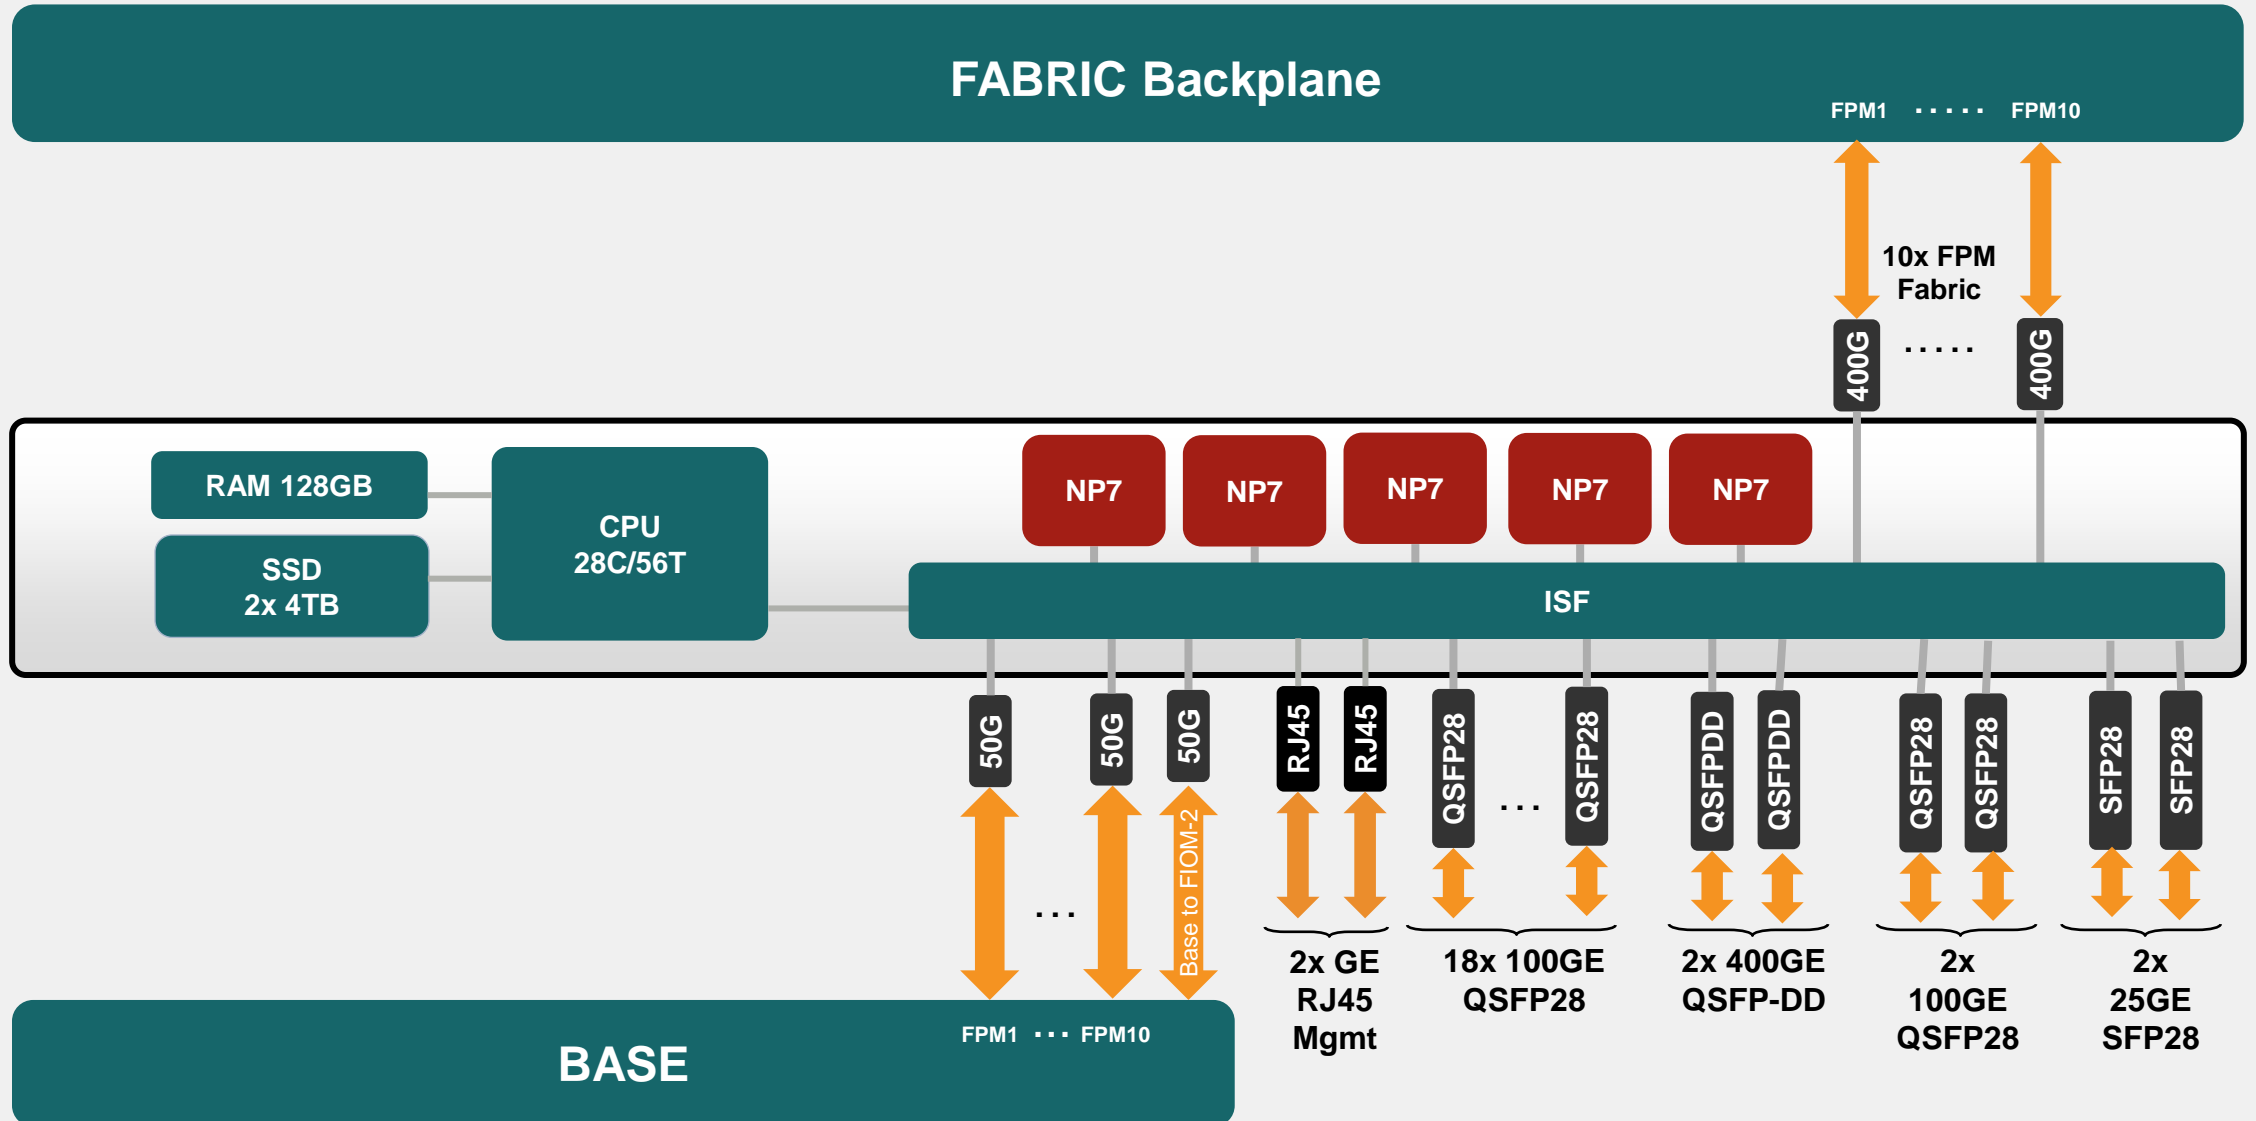 FABRIC Backplane
FPM1 ..... FPM10
10x FPM
Fabric
400G ..... 400G
RAM 128GB
SSD
2x 4TB
CPU
28C/56T
NP7
NP7
NP7
NP7
NP7
ISF
50G
...
50G
50G
Base to FIOM-2
RJ45
RJ45
QSFP28
...
QSFP28
QSFPDD
QSFPDD
QSFP28
QSFP28
SFP28
SFP28
2x GE
RJ45
Mgmt
18x 100GE
QSFP28
2x 400GE
QSFP-DD
2x
100GE
QSFP28
2x
25GE
SFP28
FPM1 ... FPM10
BASE